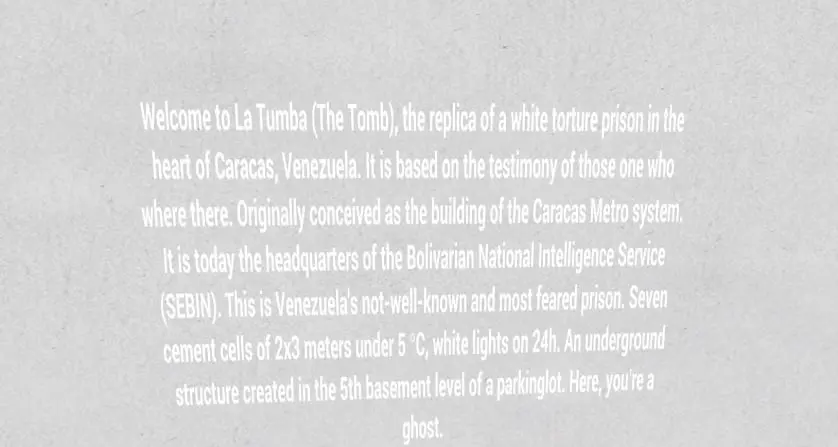 Welcome to La Tumba (The Tomb), the replica of a white torture prison in the
heart of Caracas, Venezuela. It is based on the testimony of those one who
where there. Originally conceived as the building of the Caracas Metro system.
It is today the headquarters of the Bolivarian National Intelligence Service
(SEBIN). This is Venezuela's not-well-known and most feared prison. Seven
cement cells of 2x3 meters under 5 °C, white lights on 24h. An underground
structure created in the 5th basement level of a parkinglot. Here, you're a
ghost.